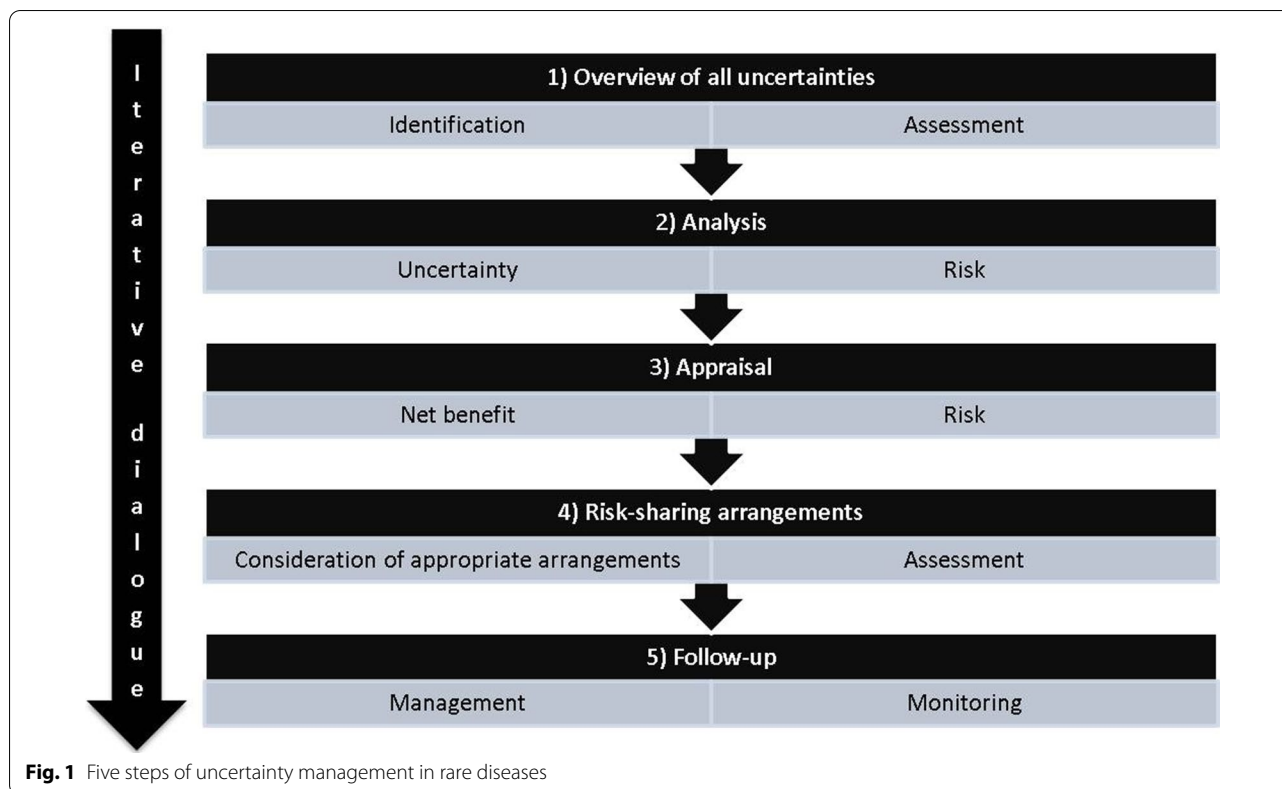 Iterative dialogue
1) Overview of all uncertainties
Identification
Assessment
2) Analysis
Uncertainty
Risk
3) Appraisal
Net benefit
Risk
4) Risk-sharing arrangements
Consideration of appropriate arrangements
Assessment
5) Follow-up
Management
Monitoring
Fig. 1 Five steps of uncertainty management in rare diseases